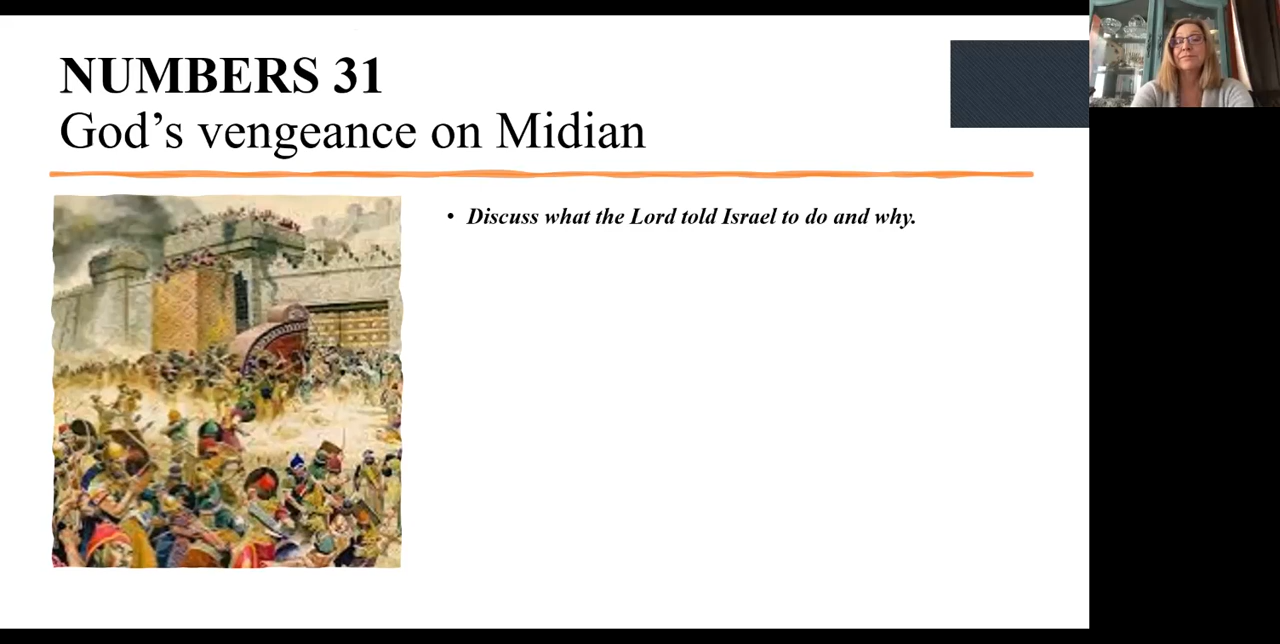 NUMBERS 31
God’s vengeance on Midian
• Discuss what the Lord told Israel to do and why.